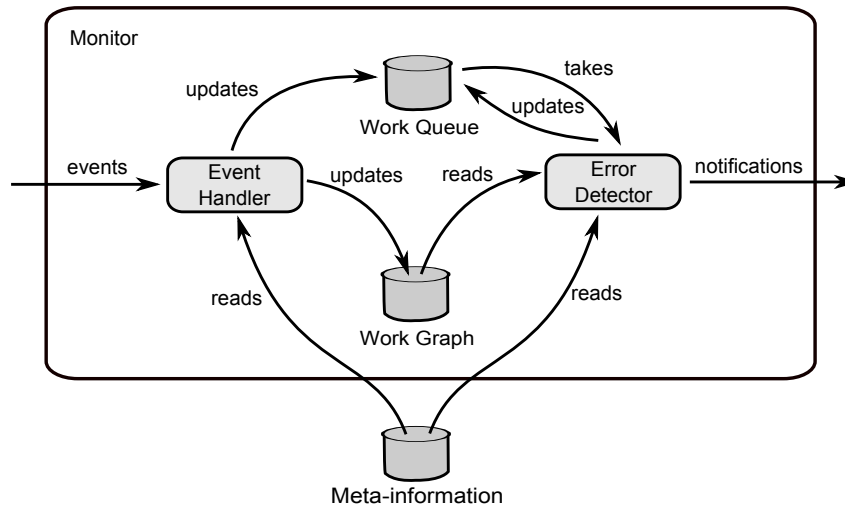 Monitor
takes
updates
updates
Work Queue
events
Event
Handler
updates
reads
Error
Detector
notifications
reads
reads
Work Graph
Meta-information